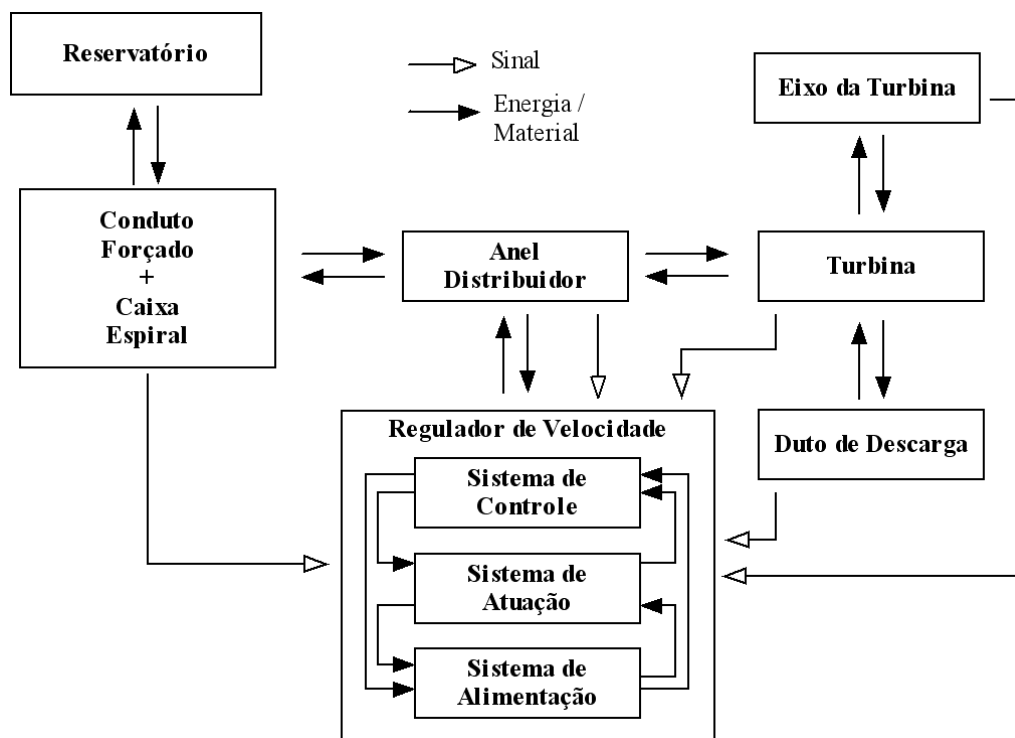 Reservatório
Sinal
Energia /
Material
Eixo da Turbina
Conduto
Forçado
+
Caixa
Espiral
Anel
Distribuidor
Turbina
Regulador de Velocidade
Duto de Descarga
Sistema de
Controle
Sistema de
Atuação
Sistema de
Alimentação